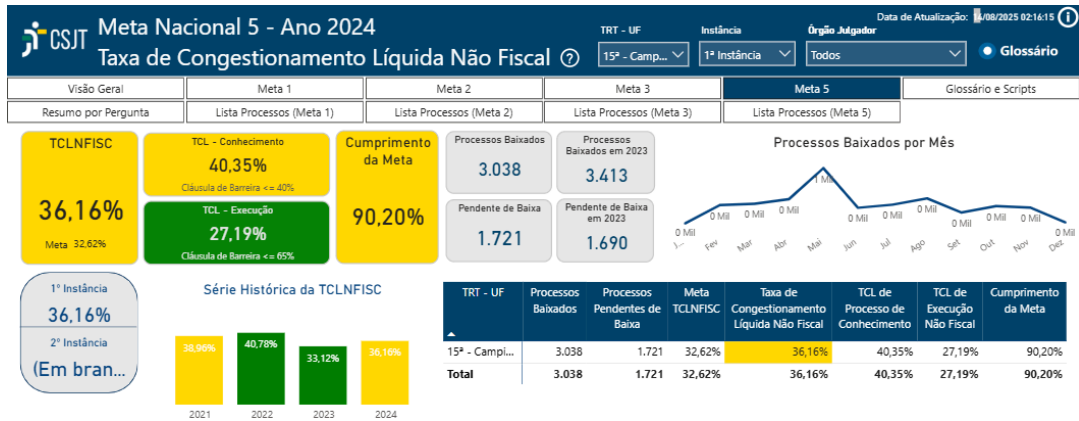 CSJT
Meta Nacional 5 - Ano 2024
Taxa de Congestionamento Líquida Não Fiscal
Data de Atualização: 14/08/2025 02:16:15
TRT - UF
Instância
Órgão Julgador
15ª - Camp...
1ª Instância
Todos
Glossário
Visão Geral
Meta 1
Meta 2
Meta 3
Meta 5
Glossário e Scripts
Resumo por Pergunta
Lista Processos (Meta 1)
Lista Processos (Meta 2)
Lista Processos (Meta 3)
Lista Processos (Meta 5)
TCLNFISC
36,16%
Meta 32,62%
TCL - Conhecimento
40,35%
Cláusula de Barreira <= 40%
TCL - Execução
27,19%
Cláusula de Barreira <= 65%
Cumprimento
da Meta
90,20%
Processos Baixados
3.038
Processos
Baixados em 2023
3.413
Pendente de Baixa
1.721
Pendente de Baixa
em 2023
1.690
Processos Baixados por Mês
0 Mil
0 Mil
0 Mil
0 Mil
1 Mil
0 Mil
0 Mil
0 Mil
0 Mil
0 Mil
0 Mil
0 Mil
J...
Fev
Mar
Abr
Mai
Jun
Jul
Ago
Set
Out
Nov
Dez
1° Instância
36,16%
2° Instância
(Em bran...
Série Histórica da TCLNFISC
38,96%
40,78%
33,12%
36,16%
2021
2022
2023
2024
TRT - UF
Processos
Baixados
Processos
Pendentes de
Baixa
Meta
TCLNFISC
Taxa de
Congestionamento
Líquida Não Fiscal
TCL de
Processo de
Conhecimento
TCL de
Execução
Não Fiscal
Cumprimento
da Meta
15ª - Campi... 3.038 1.721 32,62% 36,16% 40,35% 27,19% 90,20%
Total 3.038 1.721 32,62% 36,16% 40,35% 27,19% 90,20%